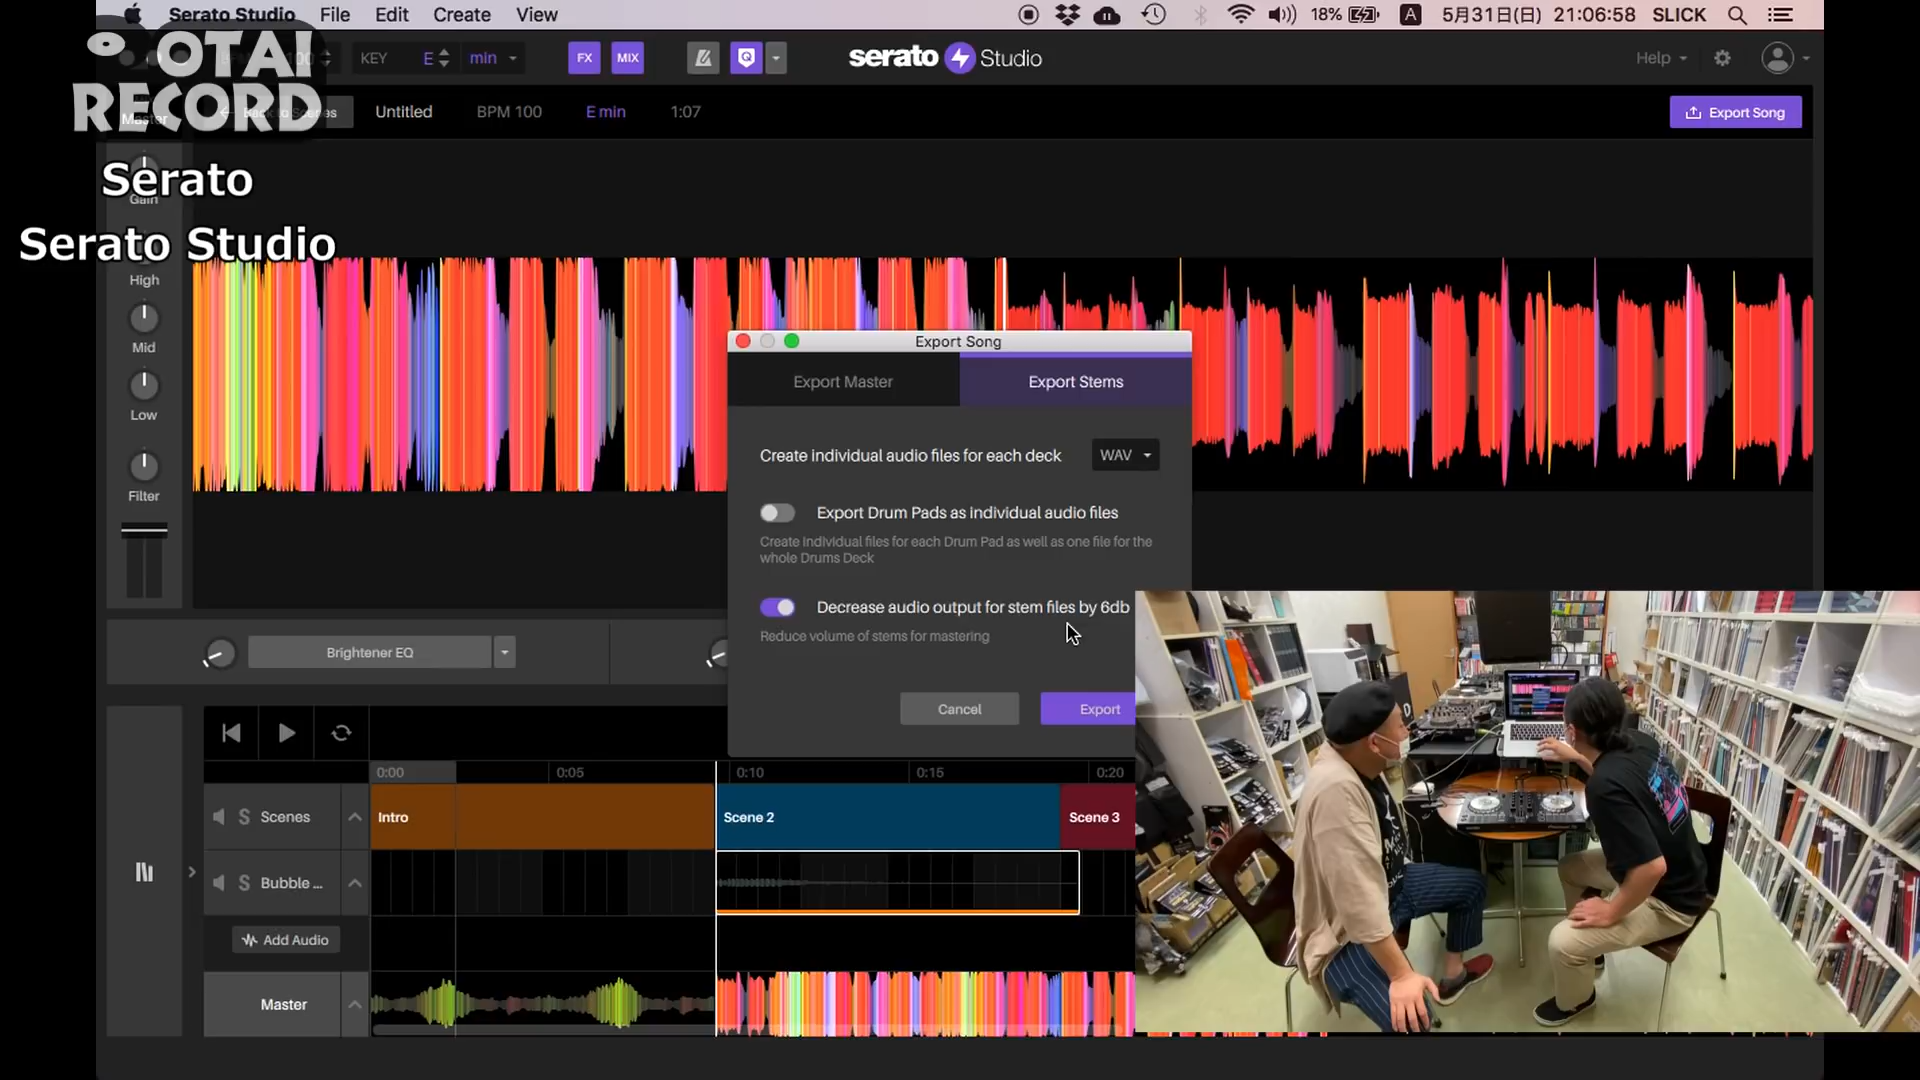 Serato Studio File Edit Create View 18% A 5月31日(日) 21:06:58 SLICK
OTAI
RECORD
KEY E min FX MIX serato Studio Help
Untitled BPM 100 E min 1:07 Export Song
Master
Serato
Gain
Serato Studio
High
Mid
Low
Filter
Export Song
Export Master Export Stems
Create individual audio files for each deck WAV
Export Drum Pads as individual audio files
Create individual files for each Drum Pad as well as one file for the
whole Drums Deck
Decrease audio output for stem files by 6db
Reduce volume of stems for mastering
Cancel Export
Brightener EQ
0:00 0:05 0:10 0:15 0:20
S Scenes Intro Scene 2 Scene 3
S Bubble ...
Add Audio
Master